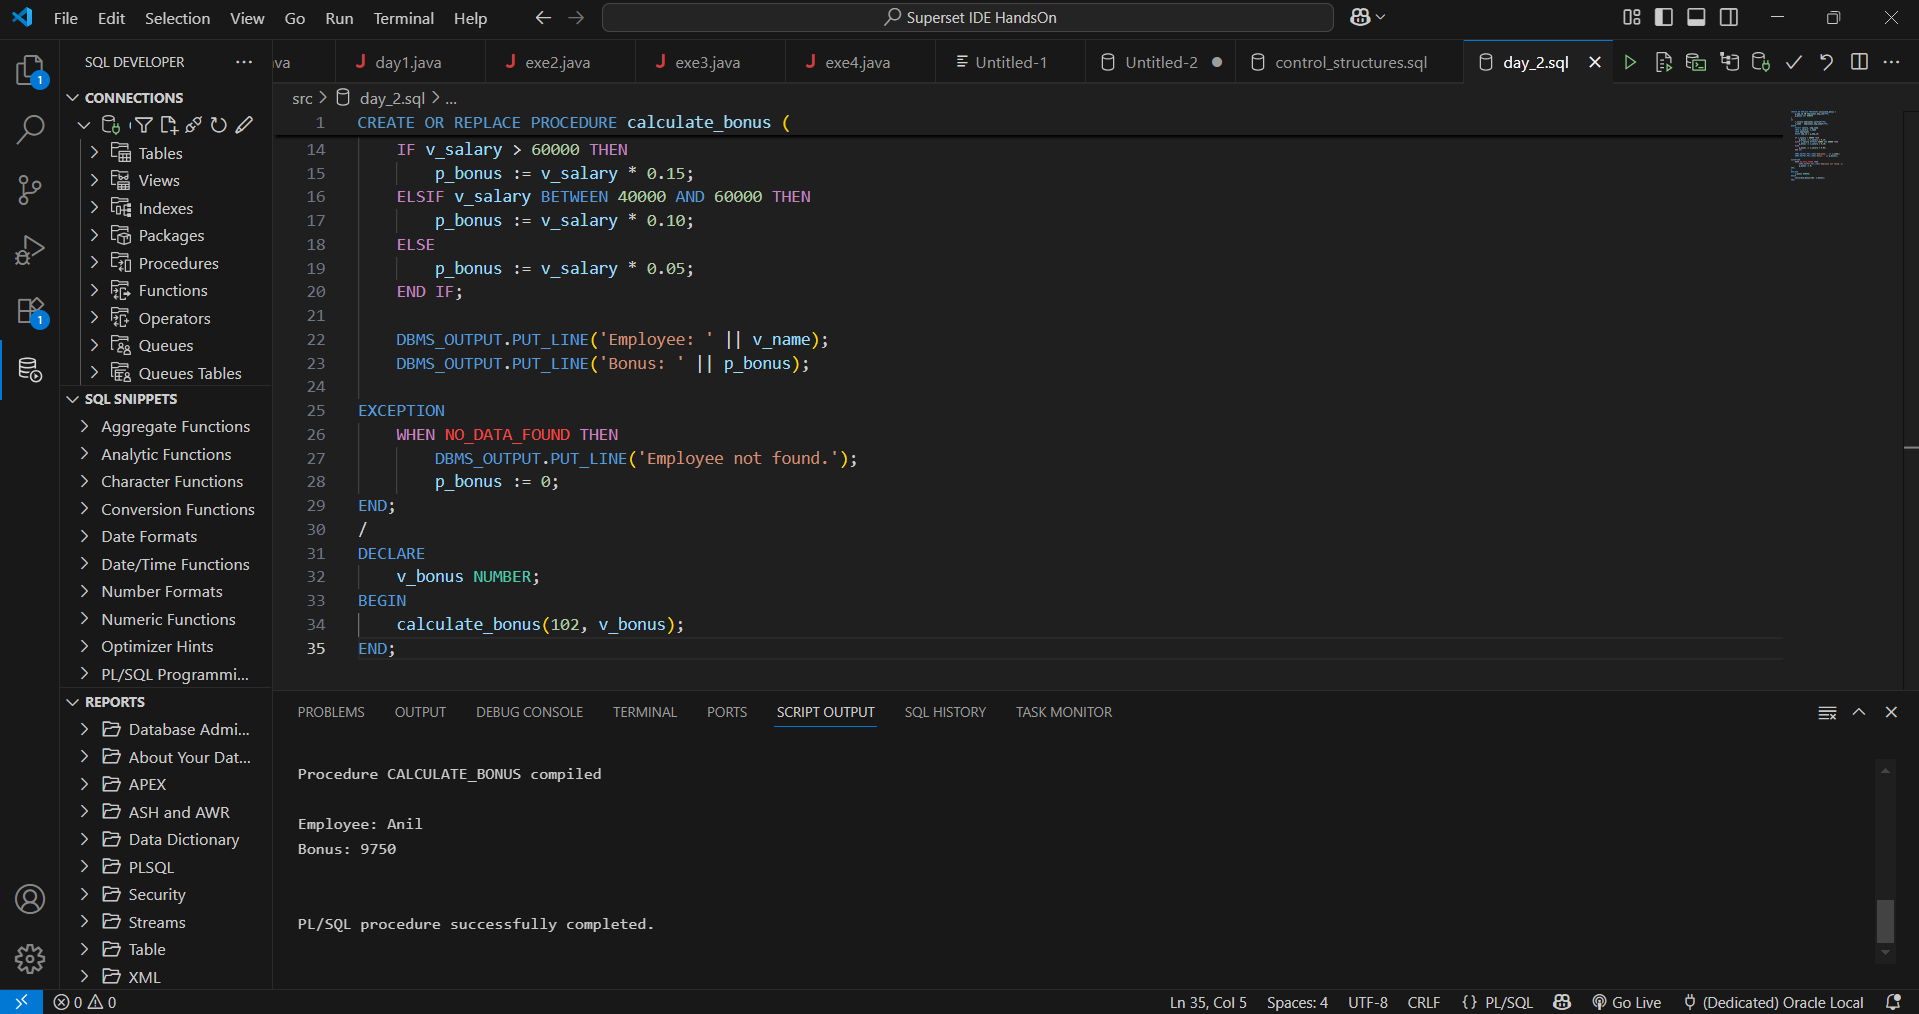 File Edit Selection View Go Run Terminal Help
Superset IDE HandsOn
SQL DEVELOPER
va
day1.java
exe2.java
exe3.java
exe4.java
Untitled-1
Untitled-2
control_structures.sql
day_2.sql
1
CONNECTIONS
Tables
Views
Indexes
Packages
Procedures
Functions
Operators
Queues
Queues Tables
1
SQL SNIPPETS
Aggregate Functions
Analytic Functions
Character Functions
Conversion Functions
Date Formats
Date/Time Functions
Number Formats
Numeric Functions
Optimizer Hints
PL/SQL Programmi...
REPORTS
Database Admi...
About Your Dat...
APEX
ASH and AWR
Data Dictionary
PLSQL
Security
Streams
Table
XML
src > day_2.sql > ...
1 CREATE OR REPLACE PROCEDURE calculate_bonus (
14 IF v_salary > 60000 THEN
15 p_bonus := v_salary * 0.15;
16 ELSIF v_salary BETWEEN 40000 AND 60000 THEN
17 p_bonus := v_salary * 0.10;
18 ELSE
19 p_bonus := v_salary * 0.05;
20 END IF;
21
22 DBMS_OUTPUT.PUT_LINE('Employee: ' || v_name);
23 DBMS_OUTPUT.PUT_LINE('Bonus: ' || p_bonus);
24
25 EXCEPTION
26 WHEN NO_DATA_FOUND THEN
27 DBMS_OUTPUT.PUT_LINE('Employee not found.');
28 p_bonus := 0;
29 END;
30 /
31 DECLARE
32 v_bonus NUMBER;
33 BEGIN
34 calculate_bonus(102, v_bonus);
35 END;
PROBLEMS OUTPUT DEBUG CONSOLE TERMINAL PORTS SCRIPT OUTPUT SQL HISTORY TASK MONITOR
Procedure CALCULATE_BONUS compiled
Employee: Anil
Bonus: 9750
PL/SQL procedure successfully completed.
0 0
Ln 35, Col 5 Spaces: 4 UTF-8 CRLF {} PL/SQL Go Live (Dedicated) Oracle Local